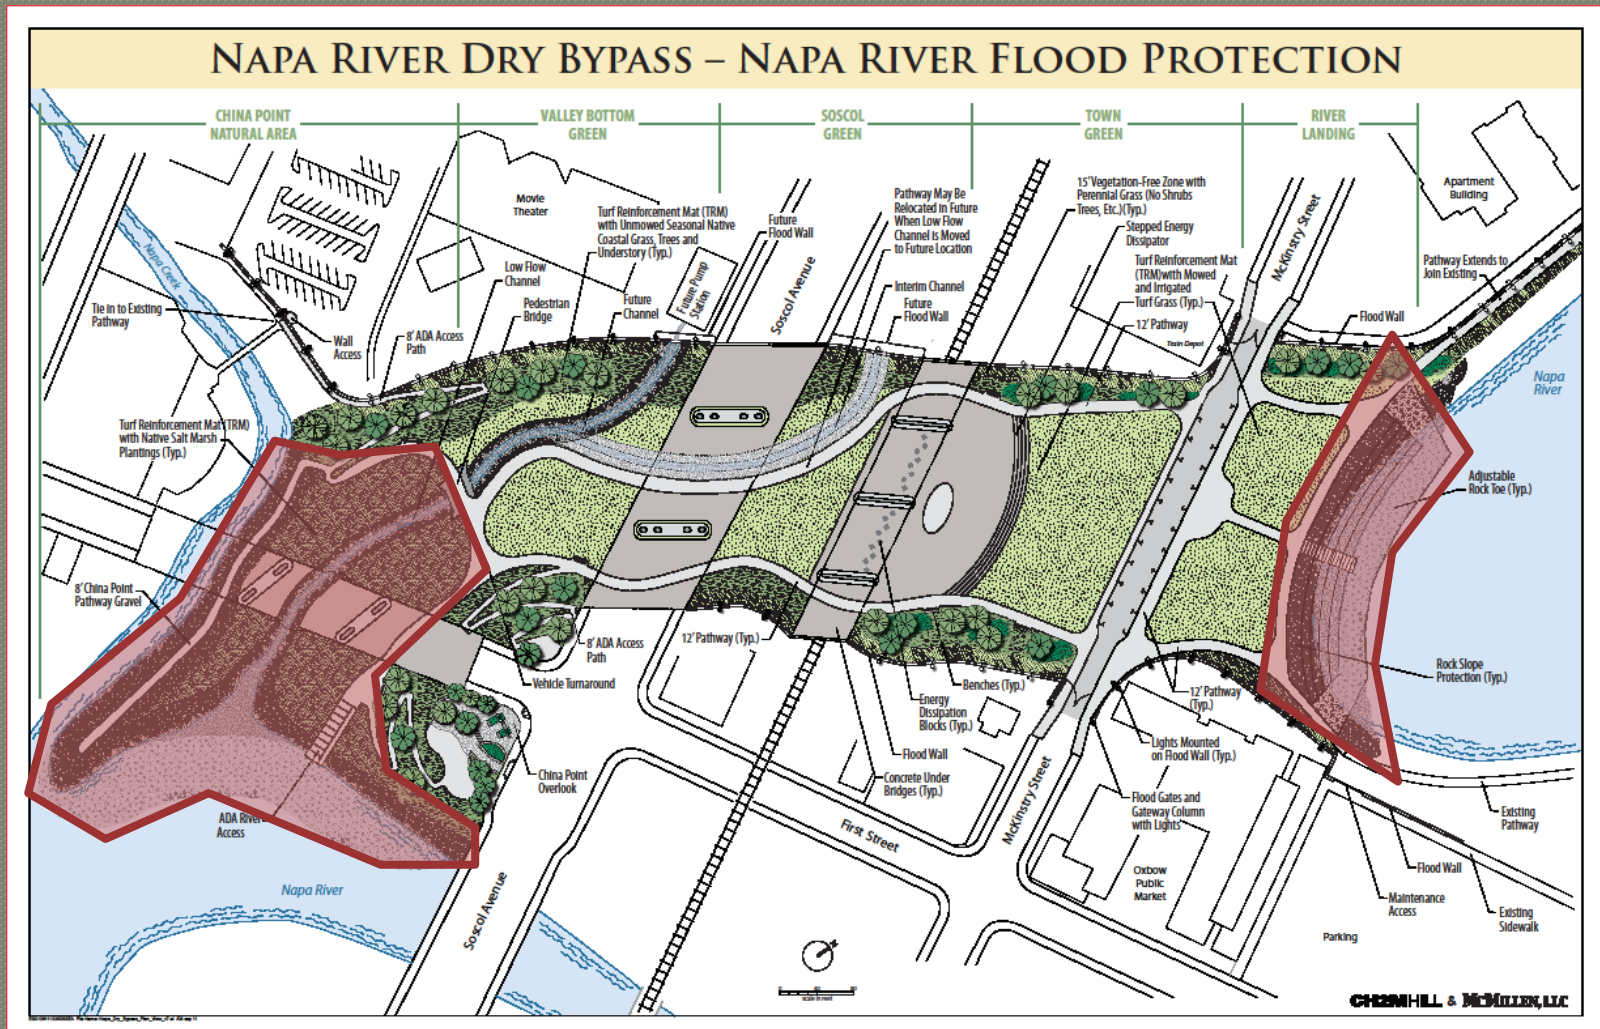 NAPA RIVER DRY BYPASS – NAPA RIVER FLOOD PROTECTION
CHINA POINT
NATURAL AREA
VALLEY BOTTOM
GREEN
SOSCOL
GREEN
TOWN
GREEN
RIVER
LANDING
Movie
Theater
Turf Reinforcement Mat (TRM)
with Unmowed Seasonal Native
Coastal Grass, Trees and
Understory (Typ.)
Future
Flood Wall
Pathway May Be
Relocated in Future
When Low Flow
Channel is Moved
to Future Location
15' Vegetation-Free Zone with
Perennial Grass (No Shrubs
Trees, Etc.)(Typ.)
Stepped Energy
Dissipator
Turf Reinforcement Mat
(TRM)with Mowed
and Irrigated
Turf Grass (Typ.)
12' Pathway
Train Depot
McKinstry Street
Apartment
Building
Pathway Extends to
Join Existing
Flood Wall
Napa
River
Napa Creek
Tie in to Existing
Pathway
Wall
Access
8' ADA Access
Path
Low Flow
Channel
Pedestrian
Bridge
Future
Channel
Future Pump
Station
Soscol Avenue
Interim Channel
Future
Flood Wall
Turf Reinforcement Mat (TRM)
with Native Salt Marsh
Plantings (Typ.)
Adjustable
Rock Toe (Typ.)
8' China Point
Pathway Gravel
8' ADA Access
Path
Vehicle Turnaround
12' Pathway (Typ.)
Benches (Typ.)
Energy
Dissipation
Blocks (Typ.)
Flood Wall
Concrete Under
Bridges (Typ.)
12' Pathway
(Typ.)
Rock Slope
Protection (Typ.)
Lights Mounted
on Flood Wall (Typ.)
China Point
Overlook
ADA River
Access
Flood Gates and
Gateway Column
with Lights
McKinstry Street
First Street
Existing
Pathway
Flood Wall
Maintenance
Access
Existing
Sidewalk
Oxbow
Public
Market
Parking
Napa River
Soscol Avenue
scale in feet
CH2MHILL & MCMILLEN, LLC